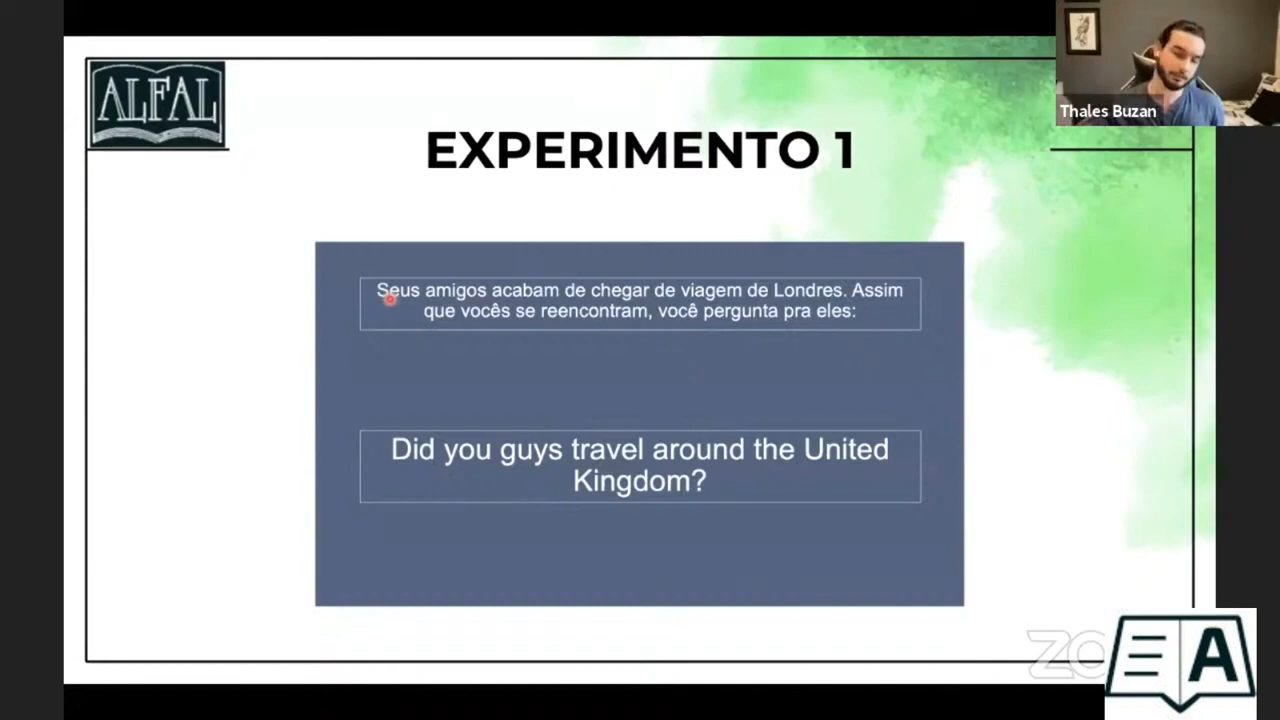 ALFAL
Thales Buzan
EXPERIMENTO 1
Seus amigos acabam de chegar de viagem de Londres. Assim
que vocês se reencontram, você pergunta pra eles:
Did you guys travel around the United
Kingdom?
A